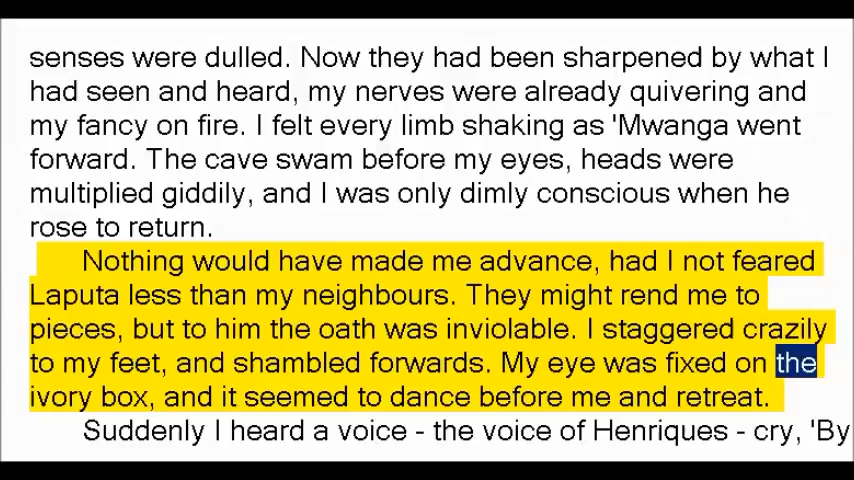 senses were dulled. Now they had been sharpened by what I
had seen and heard, my nerves were already quivering and
my fancy on fire. I felt every limb shaking as 'Mwanga went
forward. The cave swam before my eyes, heads were
multiplied giddily, and I was only dimly conscious when he
rose to return.
Nothing would have made me advance, had I not feared
Laputa less than my neighbours. They might rend me to
pieces, but to him the oath was inviolable. I staggered crazily
to my feet, and shambled forwards. My eye was fixed on the
ivory box, and it seemed to dance before me and retreat.
Suddenly I heard a voice - the voice of Henriques - cry, 'By